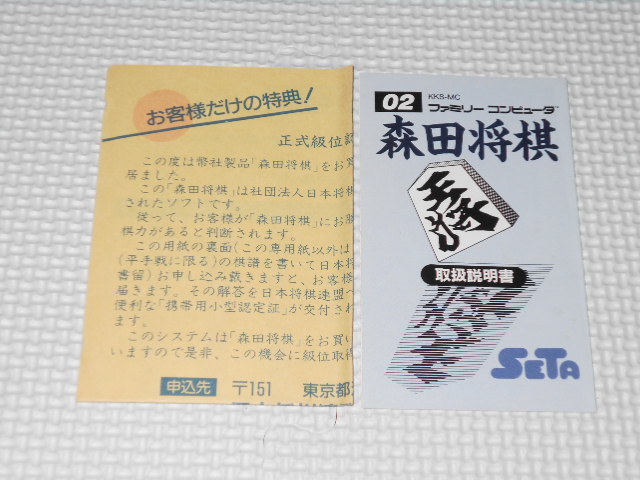 お客様だけの特典!
正式級位認
この度は幣社製品「森田将棋」をお買
居ました。
この「森田将棋」は社団法人日本将棋
されたソフトです。
従って、お客様が「森田将棋」にお勝
棋力があると判断されます。
この用紙の裏面(この専用紙以外は
(平手戦に限る)の棋譜を書いて日本将
書留)お申し込み戴きますと、お客様
届きます。その解答を日本将棋連盟
便利な「携帯用小型認定証」が交付され
ます。
このシステムは「森田将棋」をお買い
いますので是非、この機会に級位取得
申込先 〒151 東京都渋
02 KKS-MC
ファミリー コンピュータ
森田将棋
王将
取扱説明書
SETA